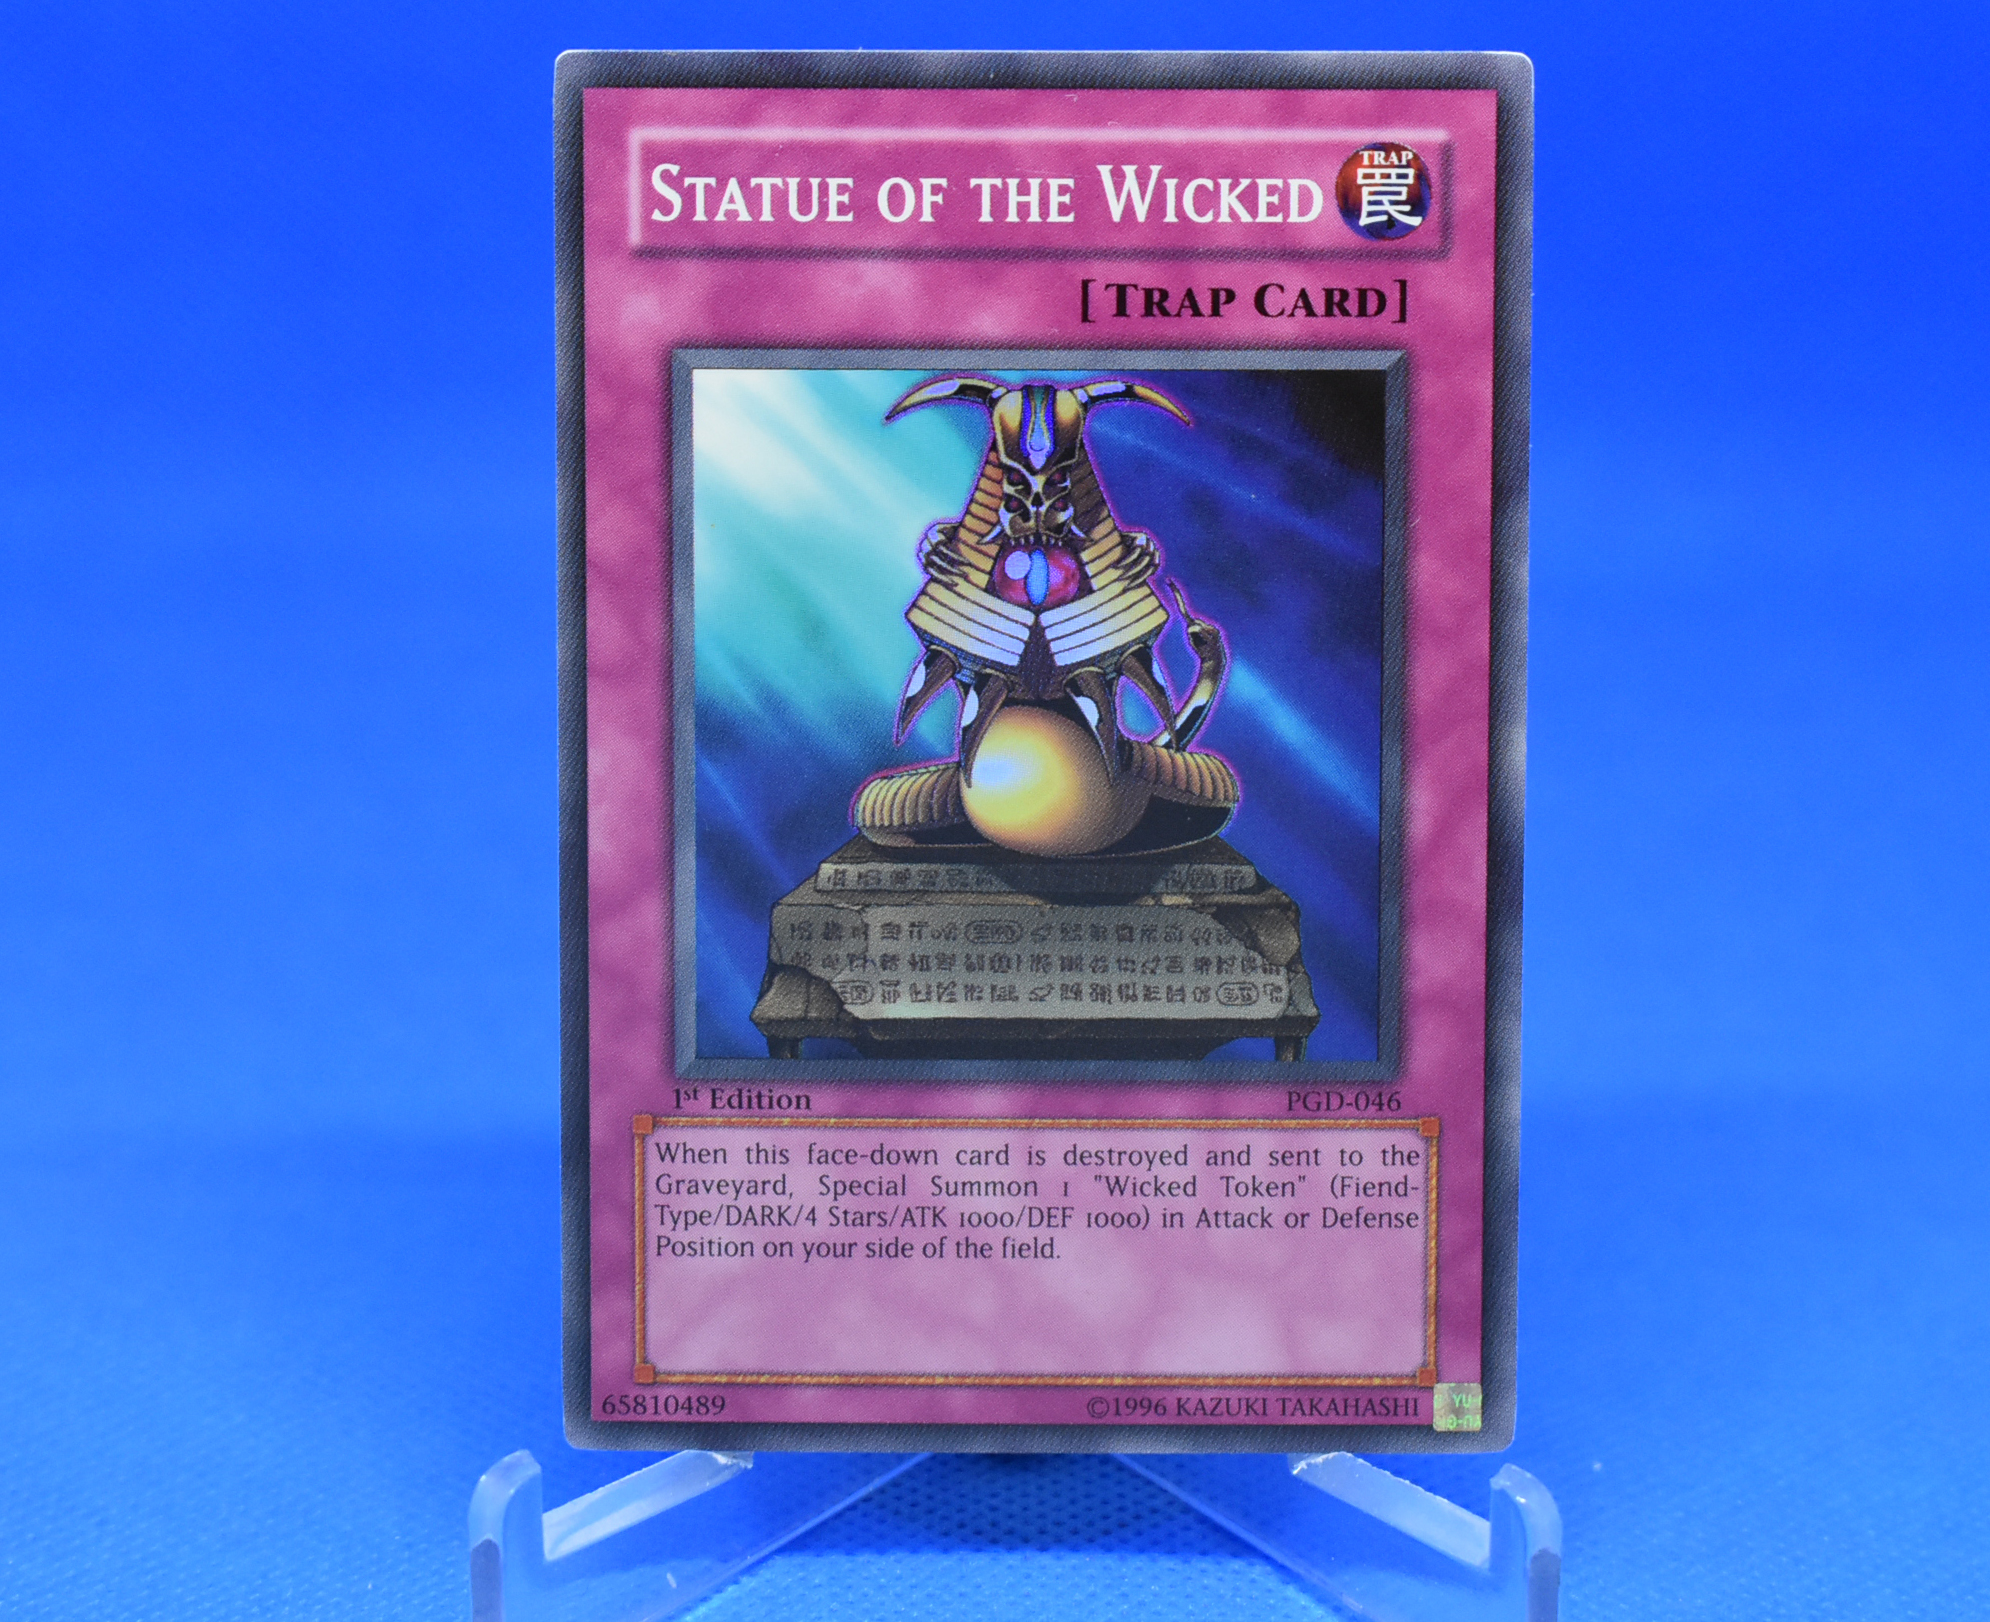 STATUE OF THE WICKED
TRAP
罠
[TRAP CARD]
1st Edition
PGD-046
When this face-down card is destroyed and sent to the
Graveyard, Special Summon 1 "Wicked Token" (Fiend-
Type/DARK/4 Stars/ATK 1000/DEF 1000) in Attack or Defense
Position on your side of the field.
65810489
©1996 KAZUKI TAKAHASHI